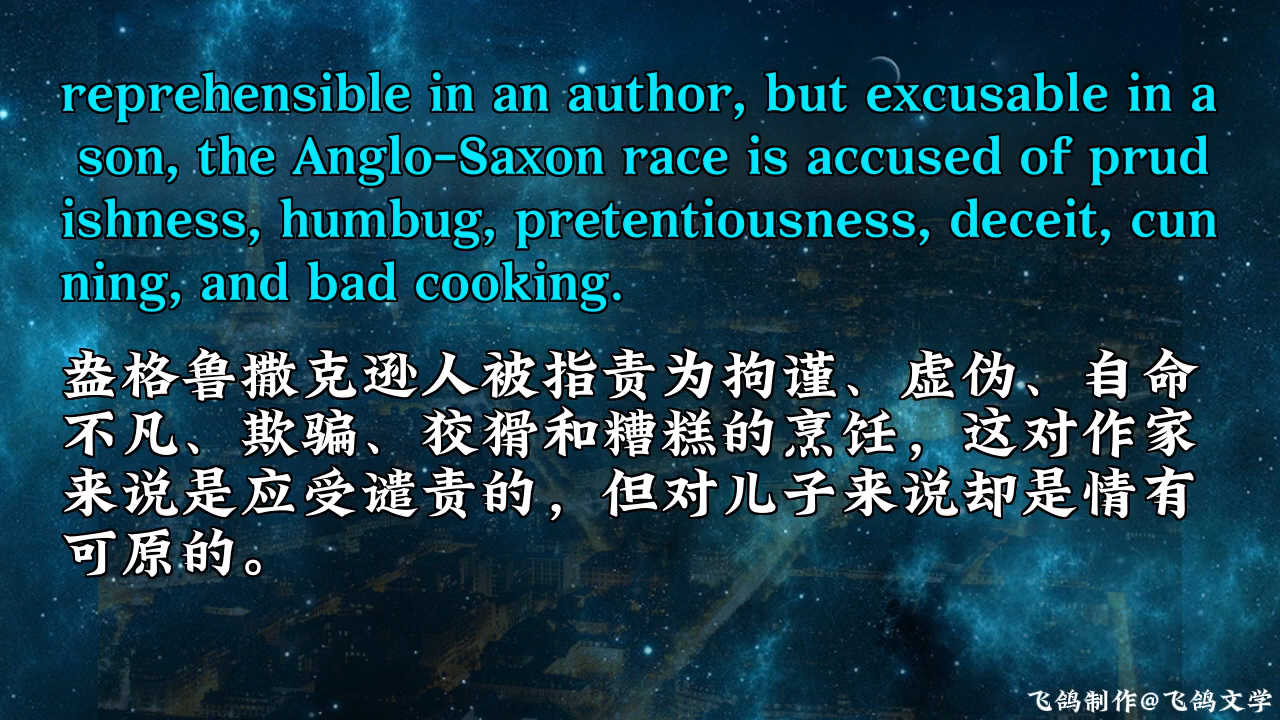 reprehensible in an author, but excusable in a
son, the Anglo-Saxon race is accused of prud
ishness, humbug, pretentiousness, deceit, cun
ning, and bad cooking.
盎格鲁撒克逊人被指责为拘谨、虚伪、自命
不凡、欺骗、狡猾和糟糕的烹饪，这对作家
来说是应受谴责的，但对儿子来说却是情有
可原的。
飞鸽制作@飞鸽文学